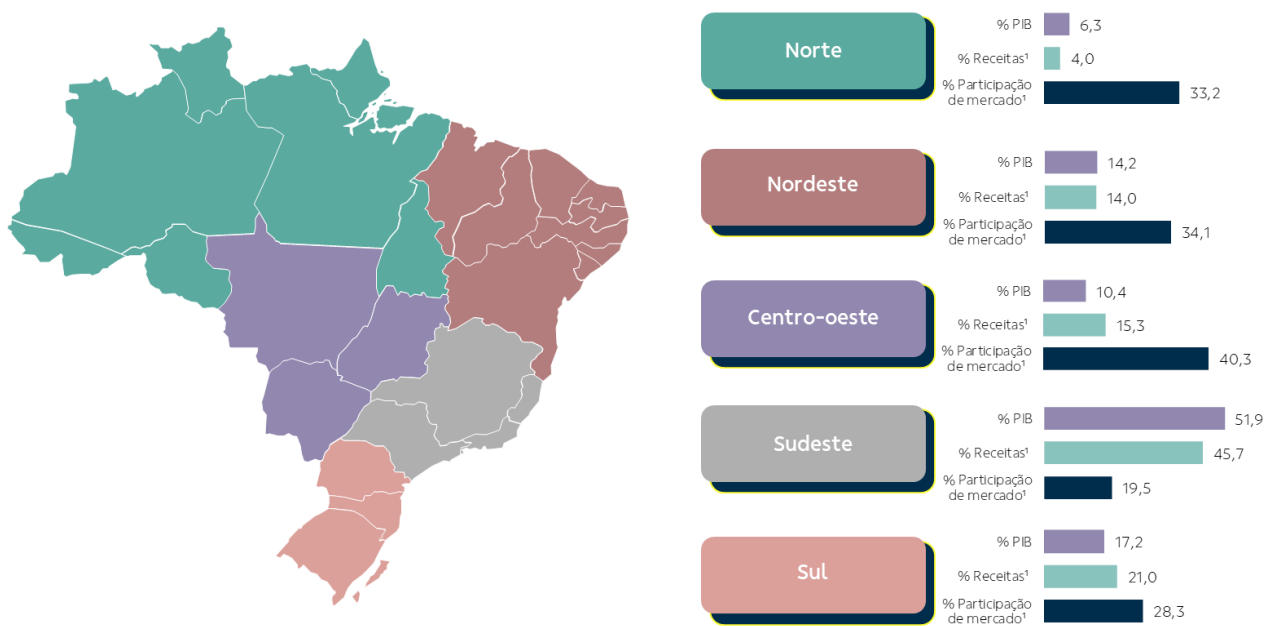 Norte
% PIB
6,3
% Receitas¹
4,0
% Participação
de mercado¹
33,2
Nordeste
% PIB
14,2
% Receitas¹
14,0
% Participação
de mercado¹
34,1
Centro-oeste
% PIB
10,4
% Receitas¹
15,3
% Participação
de mercado¹
40,3
Sudeste
% PIB
51,9
% Receitas¹
45,7
% Participação
de mercado¹
19,5
Sul
% PIB
17,2
% Receitas¹
21,0
% Participação
de mercado¹
28,3